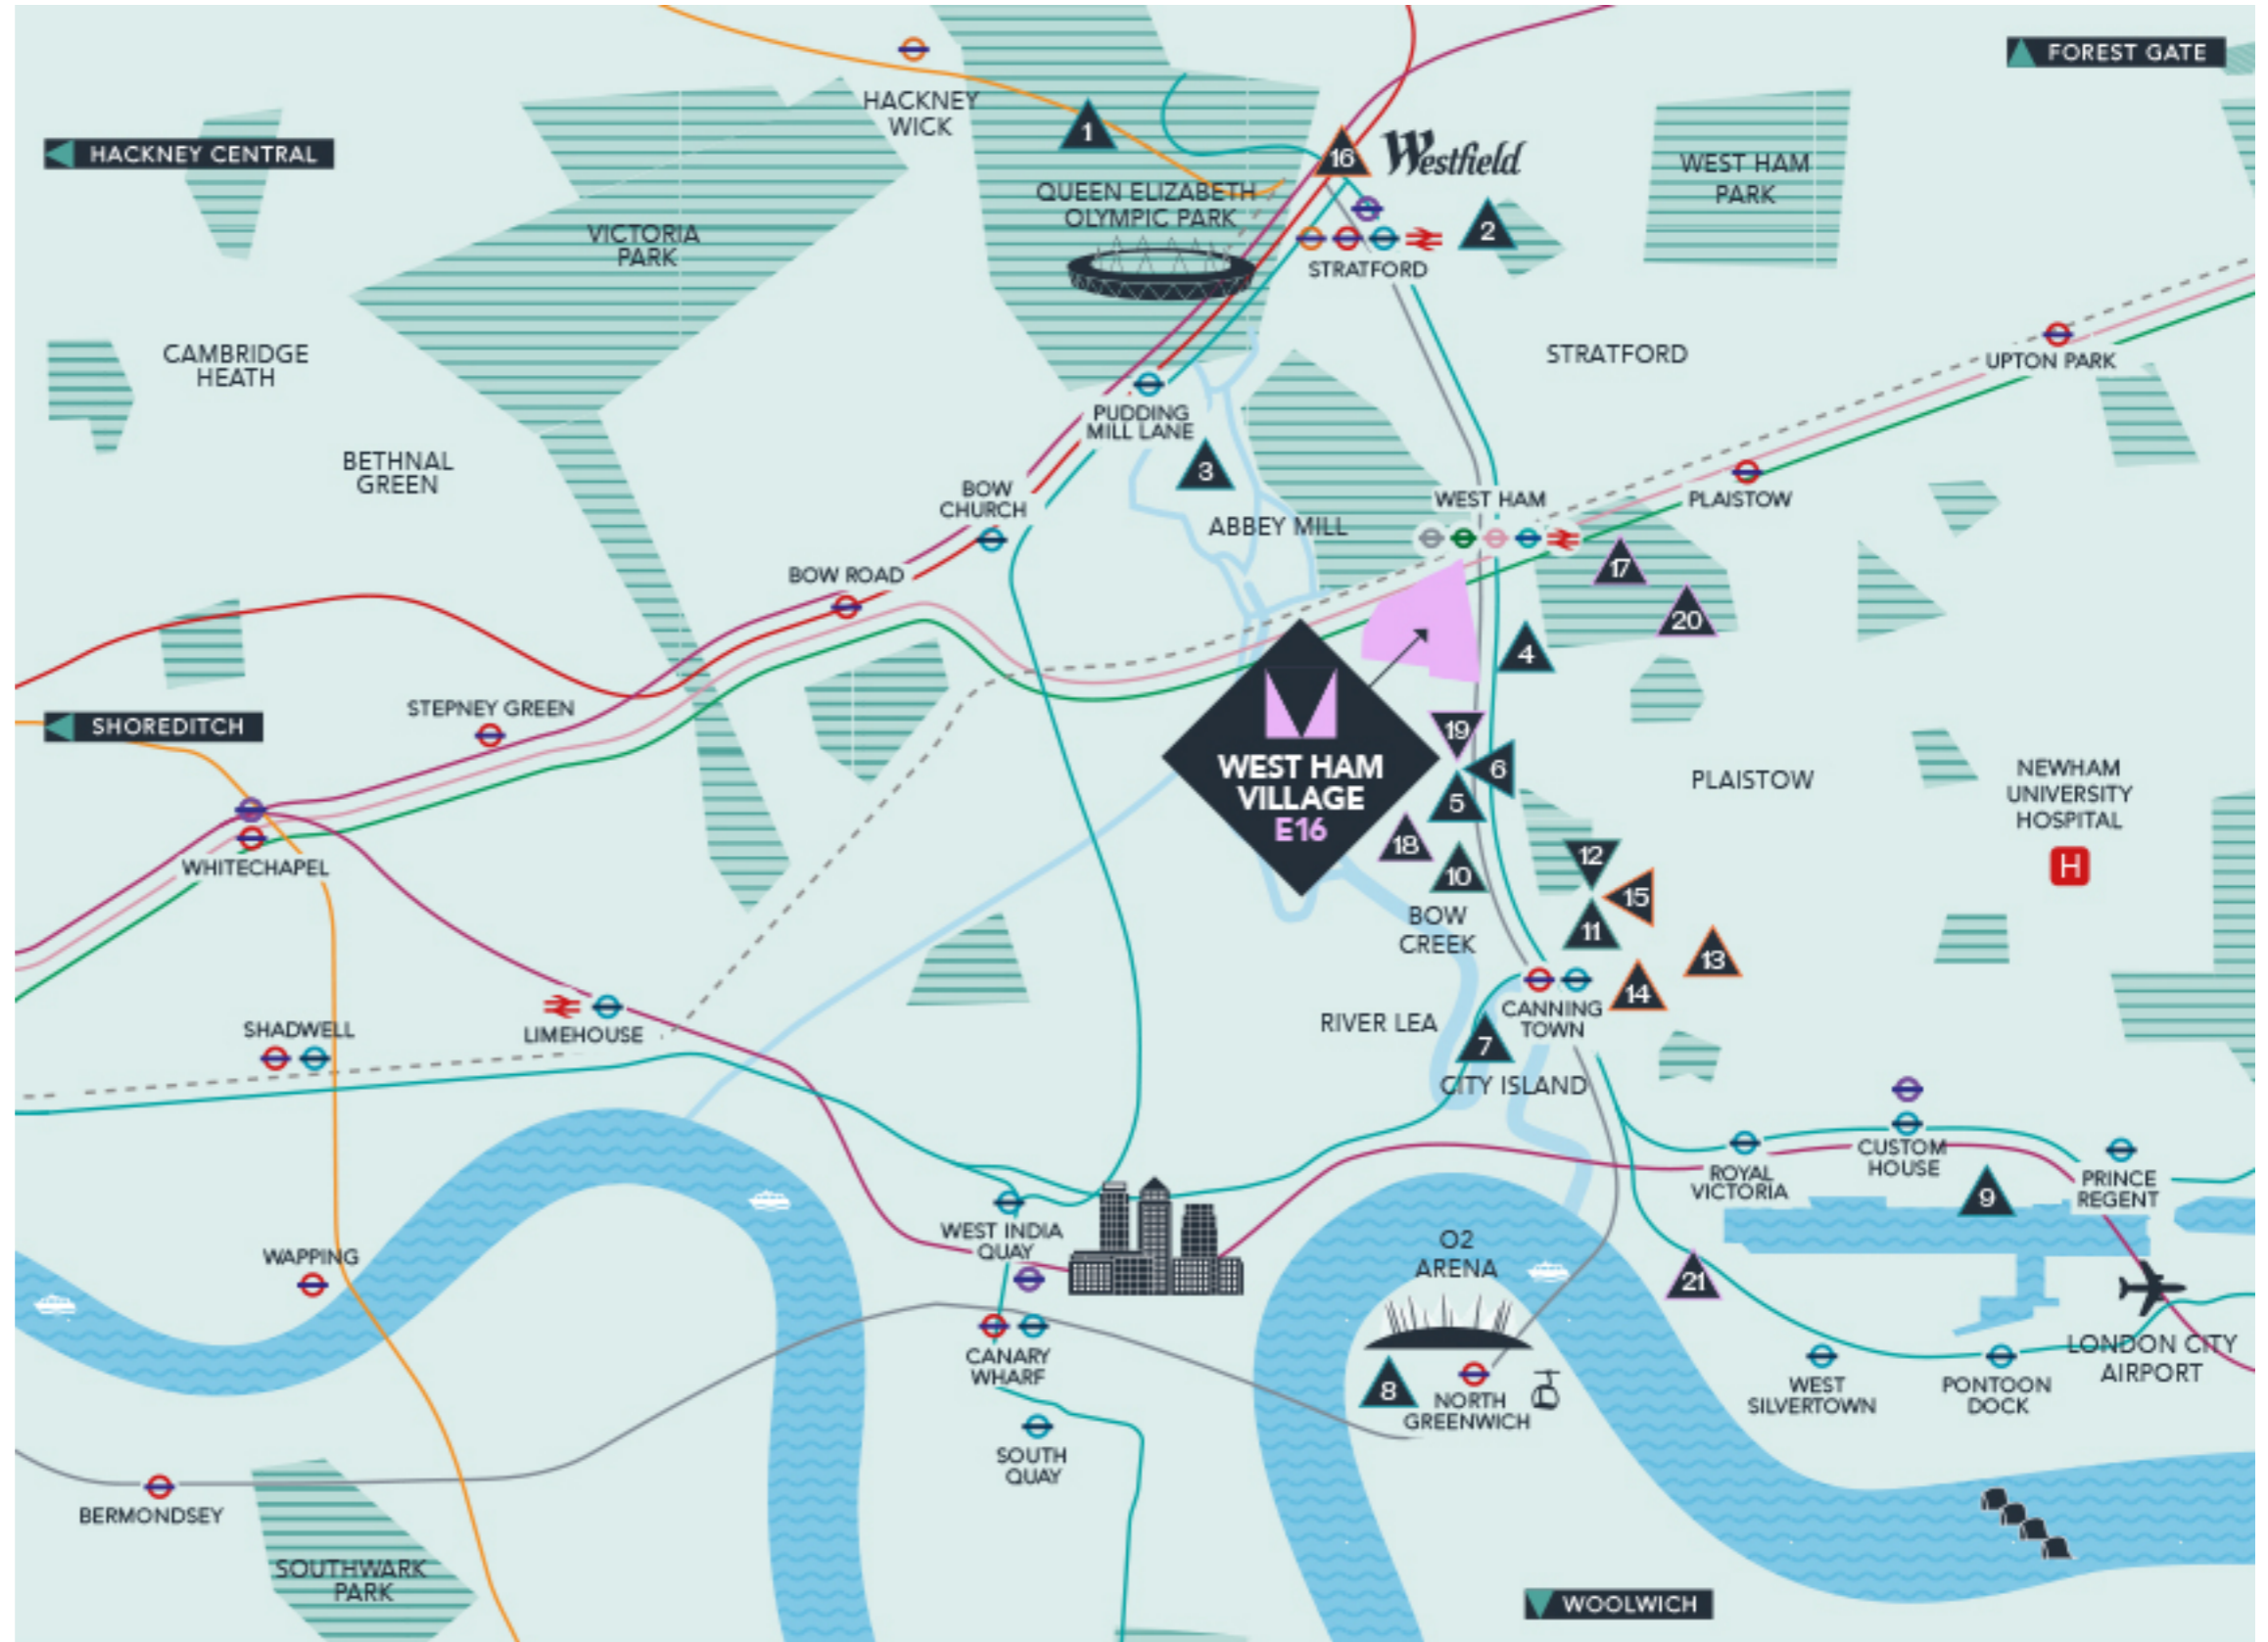 FOREST GATE
HACKNEY
WICK
1
HACKNEY CENTRAL
16
Westfield
WEST HAM
PARK
QUEEN ELIZABETH
OLYMPIC PARK
2
VICTORIA
PARK
STRATFORD
CAMBRIDGE
HEATH
STRATFORD
UPTON PARK
PUDDING
MILL LANE
BETHNAL
GREEN
3
BOW
CHURCH
WEST HAM
PLAISTOW
ABBEY MILL
17
BOW ROAD
20
4
STEPNEY GREEN
SHOREDITCH
19
WEST HAM
VILLAGE
E16
6
5
PLAISTOW
NEWHAM
UNIVERSITY
HOSPITAL
H
18
12
WHITECHAPEL
10
15
BOW
CREEK
11
13
14
CANNING
TOWN
RIVER LEA
SHADWELL
LIMEHOUSE
7
CITY ISLAND
CUSTOM
HOUSE
ROYAL
VICTORIA
PRINCE
REGENT
9
WEST INDIA
QUAY
O2
ARENA
WAPPING
21
LONDON CITY
AIRPORT
CANARY
WHARF
8
NORTH
GREENWICH
WEST
SILVERTOWN
PONTOON
DOCK
SOUTH
QUAY
BERMONDSEY
SOUTHWARK
PARK
WOOLWICH